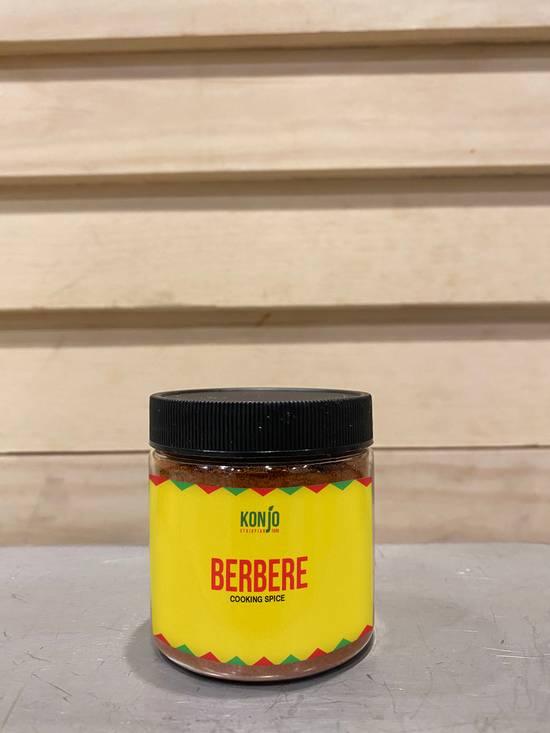 KONJO
ETHIOPIAN FOOD
BERBERE
COOKING SPICE